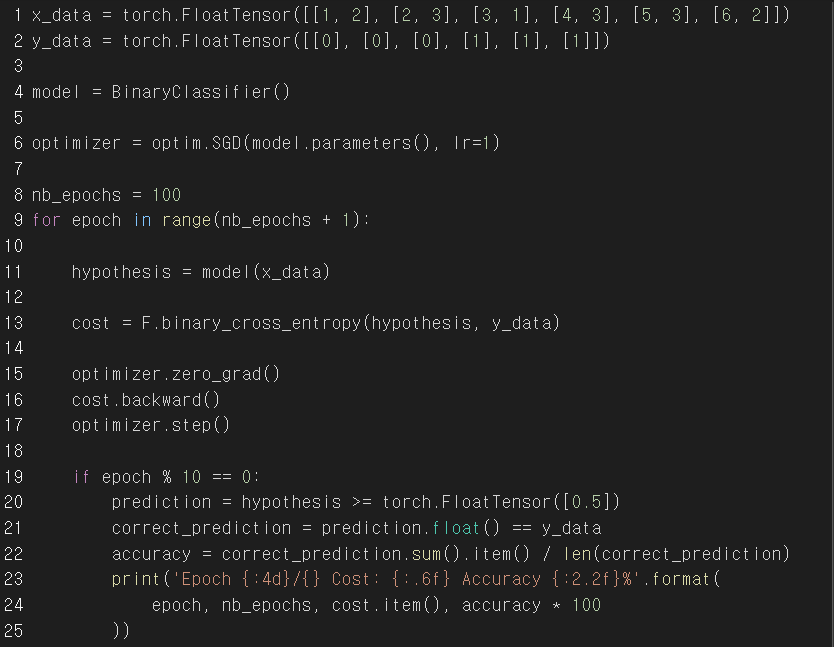 1 x_data = torch.FloatTensor([[1, 2], [2, 3], [3, 1], [4, 3], [5, 3], [6, 2]])
2 y_data = torch.FloatTensor([[0], [0], [0], [1], [1], [1]])
3
4 model = BinaryClassifier()
5
6 optimizer = optim.SGD(model.parameters(), lr=1)
7
8 nb_epochs = 100
9 for epoch in range(nb_epochs + 1):
10
11     hypothesis = model(x_data)
12
13     cost = F.binary_cross_entropy(hypothesis, y_data)
14
15     optimizer.zero_grad()
16     cost.backward()
17     optimizer.step()
18
19     if epoch % 10 == 0:
20         prediction = hypothesis >= torch.FloatTensor([0.5])
21         correct_prediction = prediction.float() == y_data
22         accuracy = correct_prediction.sum().item() / len(correct_prediction)
23         print('Epoch {:4d}/{} Cost: {:.6f} Accuracy {:2.2f}%'.format(
24             epoch, nb_epochs, cost.item(), accuracy * 100
25         ))